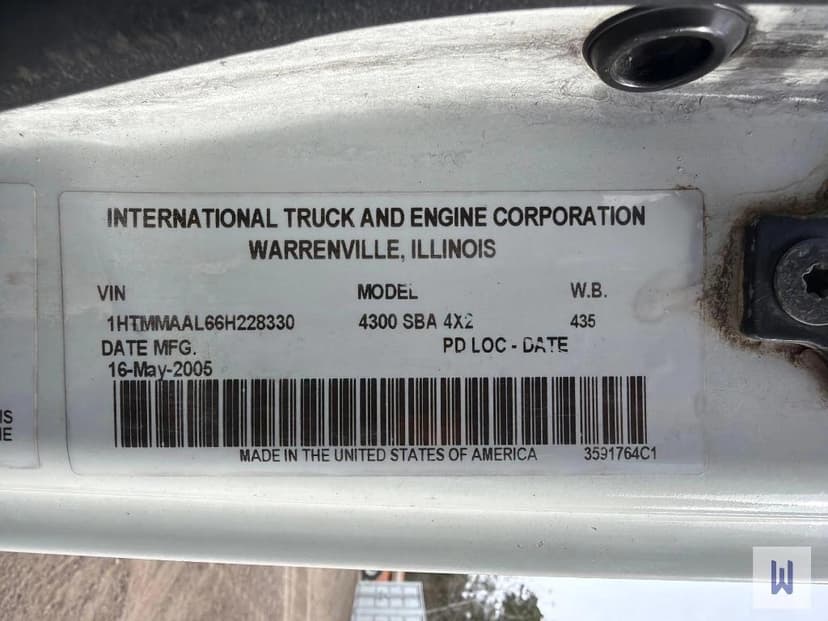 INTERNATIONAL TRUCK AND ENGINE CORPORATION
WARRENVILLE, ILLINOIS
VIN MODEL W.B.
1HTMMAAL66H228330 4300 SBA 4X2 435
DATE MFG. PD LOC - DATE
16-May-2005
MADE IN THE UNITED STATES OF AMERICA 3591764C1
IS
E
W